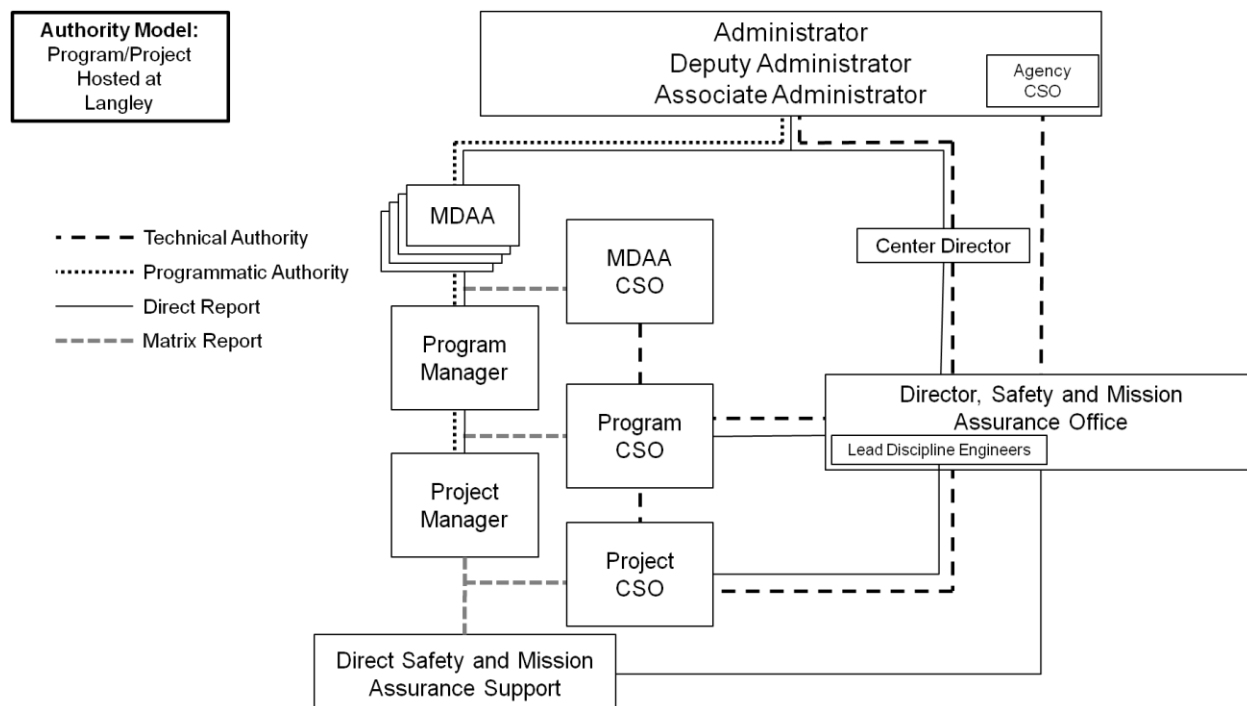 Authority Model:
Program/Project
Hosted at
Langley
Administrator
Deputy Administrator
Associate Administrator
Agency
CSO
MDAA
Technical Authority
Programmatic Authority
Direct Report
Matrix Report
MDAA
CSO
Center Director
Program
Manager
Program
CSO
Director, Safety and Mission
Assurance Office
Lead Discipline Engineers
Project
Manager
Project
CSO
Direct Safety and Mission
Assurance Support